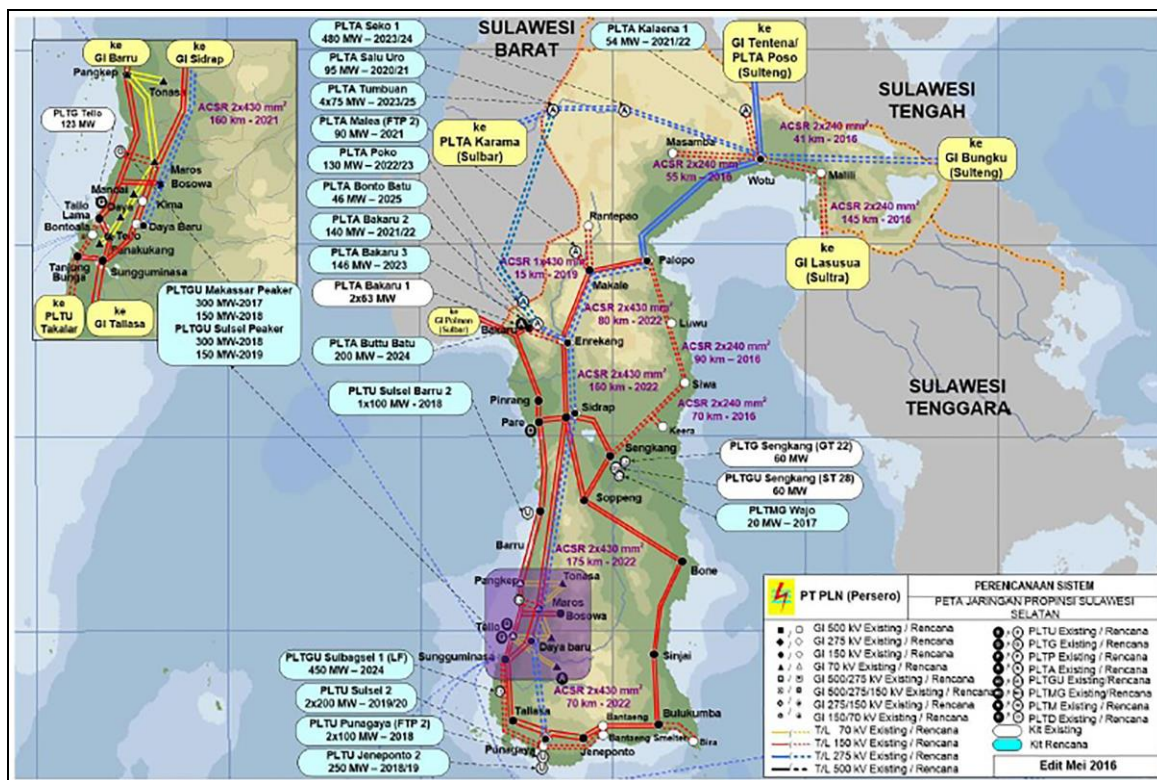 SULAWESI
BARAT
SULAWESI
TENGAH
SULAWESI
TENGGARA
ke
GI Barru
ke
GI Sidrap
Pangkep
Tonasa
ACSR 2x430 mm²
160 km - 2021
PLTG Tello
123 MW
Maros
Bosowa
Mandai
Daya
Kima
Tallo
Lama
Bontoala
Tello
Daya Baru
Panakukang
Tanjung
Bunga
Sungguminasa
ke
PLTU
Takalar
ke
GI Tallasa
PLTA Seko 1
480 MW – 2023/24
PLTA Salu Uro
95 MW – 2020/21
PLTA Tumbuan
4x75 MW – 2023/25
PLTA Malea (FTP 2)
90 MW – 2021
PLTA Poko
130 MW – 2022/23
PLTA Bonto Batu
46 MW – 2025
PLTA Bakaru 2
140 MW – 2021/22
PLTA Bakaru 3
146 MW – 2023
PLTA Bakaru 1
2x63 MW
PLTA Buttu Batu
200 MW – 2024
PLTA Kalaena 1
54 MW – 2021/22
ke
GI Tentena/
PLTA Poso
(Sulteng)
ke
PLTA Karama
(Sulbar)
ke
GI Bungku
(Sulteng)
ke
GI Lasusua
(Sultra)
ke
GI Polman
(Sulbar)
PLTGU Makassar Peaker
300 MW-2017
150 MW-2018
PLTGU Sulsel Peaker
300 MW-2018
150 MW-2019
PLTU Sulsel Barru 2
1x100 MW - 2018
PLTG Sengkang (GT 22)
60 MW
PLTGU Sengkang (ST 28)
60 MW
PLTMG Wajo
20 MW – 2017
PLTGU Sulbagsel 1 (LF)
450 MW – 2024
PLTU Sulsel 2
2x200 MW – 2019/20
PLTU Punagaya (FTP 2)
2x100 MW – 2018
PLTU Jeneponto 2
250 MW – 2018/19
Masamba
ACSR 2x240 mm²
55 km – 2016
ACSR 2x240 mm²
41 km - 2016
Wotu
Malili
ACSR 2x240 mm²
145 km - 2016
Rantepao
ACSR 1x430 mm²
15 km - 2019
Makale
Palopo
ACSR 2x430 mm²
80 km - 2022
Luwu
Bakaru
Enrekang
ACSR 2x240 mm²
90 km - 2016
ACSR 2x430 mm²
160 km - 2022
Siwa
ACSR 2x240 mm²
70 km - 2016
Keera
Pinrang
Pare
Sidrap
Sengkang
Soppeng
Barru
ACSR 2x430 mm²
175 km - 2022
Bone
Pangkep
Tonasa
Maros
Bosowa
Tello
Daya baru
Sungguminasa
ACSR 2x430 mm²
70 km - 2022
Sinjai
Tallasa
Punagaya
Jeneponto
Bantaeng
Bantaeng Smelter
Bulukumba
Bira
PT PLN (Persero)
PERENCANAAN SISTEM
PETA JARINGAN PROPINSI SULAWESI
SELATAN
GI 500 kV Existing / Rencana
GI 275 kV Existing / Rencana
GI 150 kV Existing / Rencana
GI 70 kV Existing / Rencana
GI 500/275 kV Existing / Rencana
GI 500/275/150 kV Existing / Rencana
GI 275/150 kV Existing / Rencana
GI 150/70 kV Existing / Rencana
T/L 70 kV Existing / Rencana
T/L 150 kV Existing / Rencana
T/L 275 kV Existing / Rencana
T/L 500 kV Existing / Rencana
PLTU Existing / Rencana
PLTG Existing / Rencana
PLTP Existing / Rencana
PLTA Existing / Rencana
PLTGU Existing / Rencana
PLTMG Existing/Rencana
PLTM Existing / Rencana
PLTD Existing / Rencana
Kit Existing
Kit Rencana
Edit Mei 2016